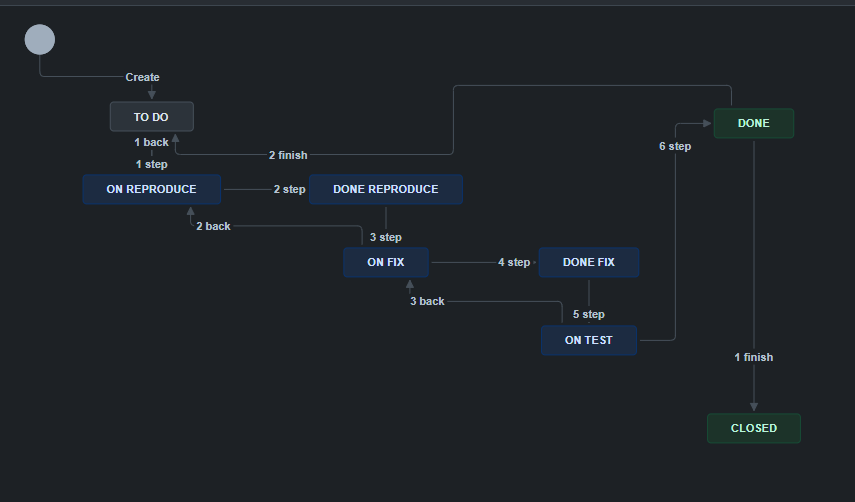 Create
TO DO
DONE
1 back
2 finish
6 step
1 step
ON REPRODUCE
2 step
DONE REPRODUCE
2 back
3 step
ON FIX
4 step
DONE FIX
3 back
5 step
ON TEST
1 finish
CLOSED